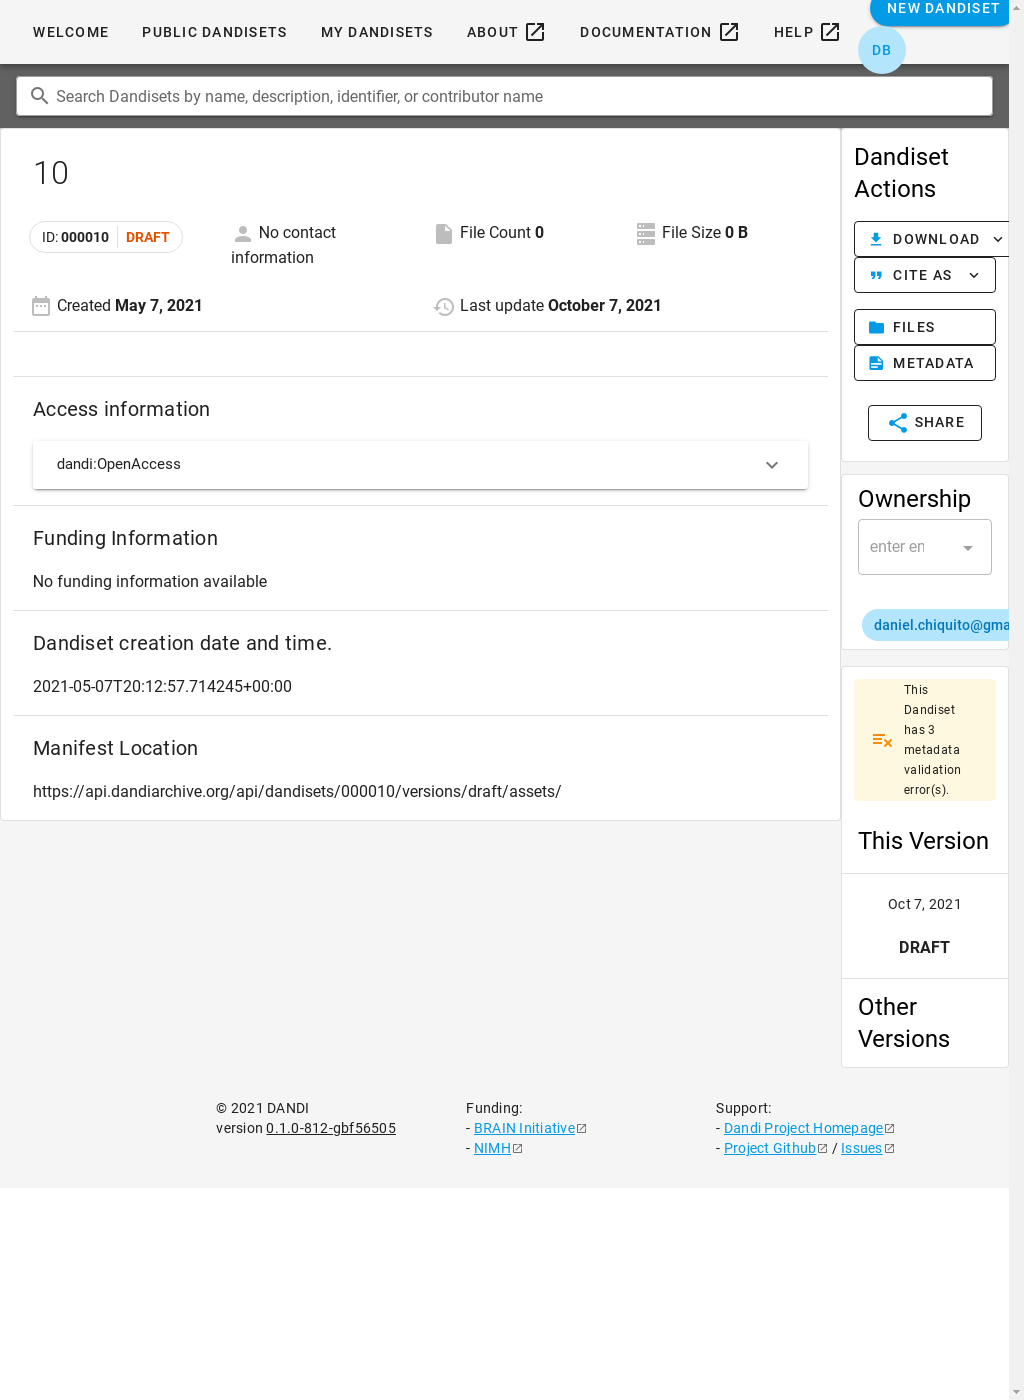 WELCOME PUBLIC DANDISETS MY DANDISETS ABOUT DOCUMENTATION HELP NEW DANDISET
DB
Search Dandisets by name, description, identifier, or contributor name
10
ID: 000010 DRAFT
No contact information
File Count 0
File Size 0 B
Created May 7, 2021
Last update October 7, 2021
Access information
dandi:OpenAccess
Funding Information
No funding information available
Dandiset creation date and time.
2021-05-07T20:12:57.714245+00:00
Manifest Location
https://api.dandiarchive.org/api/dandisets/000010/versions/draft/assets/
Dandiset
Actions
DOWNLOAD
CITE AS
FILES
METADATA
SHARE
Ownership
enter en
daniel.chiquito@gma
This
Dandiset
has 3
metadata
validation
error(s).
This Version
Oct 7, 2021
DRAFT
Other
Versions
© 2021 DANDI
version 0.1.0-812-gbf56505
Funding:
- BRAIN Initiative
- NIMH
Support:
- Dandi Project Homepage
- Project Github / Issues